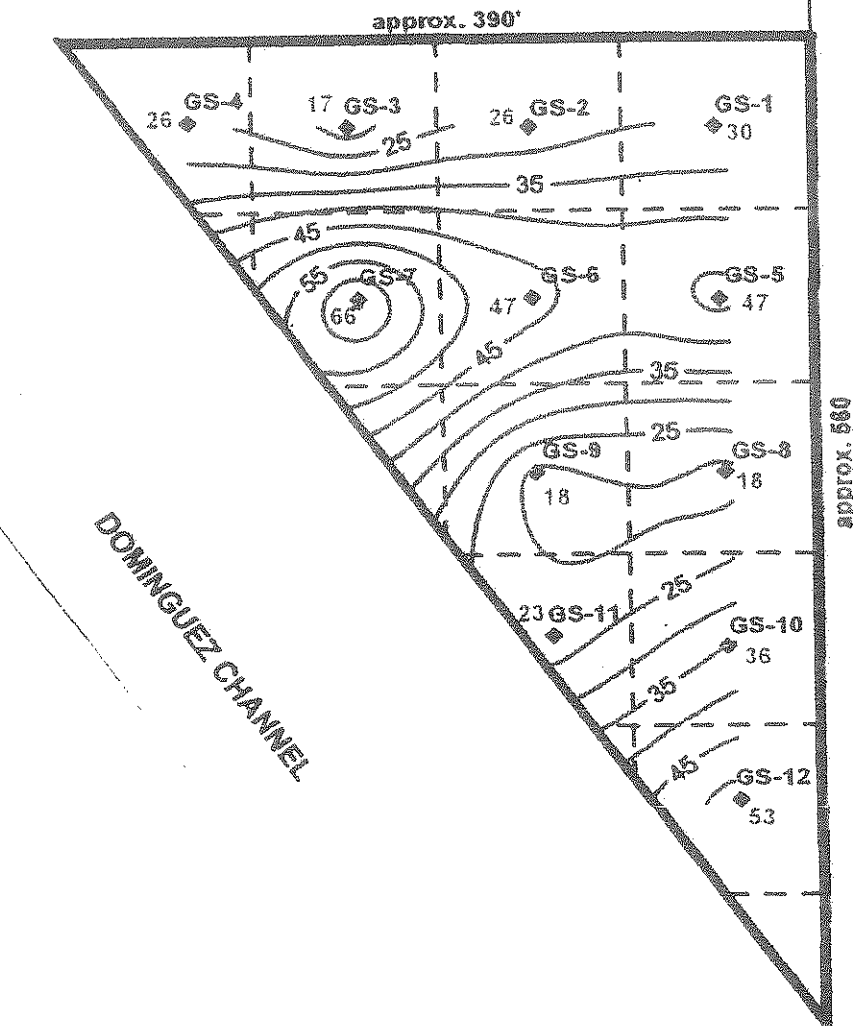 approx. 390'
GS-4
26
17 GS-3
26 GS-2
GS-1
30
25
35
45
55
GS-7
66
GS-6
47
GS-5
47
45
35
25
GS-9
18
GS-8
18
approx. 560
DOMINGUEZ CHANNEL
25
23 GS-11
GS-10
36
35
45
GS-12
53